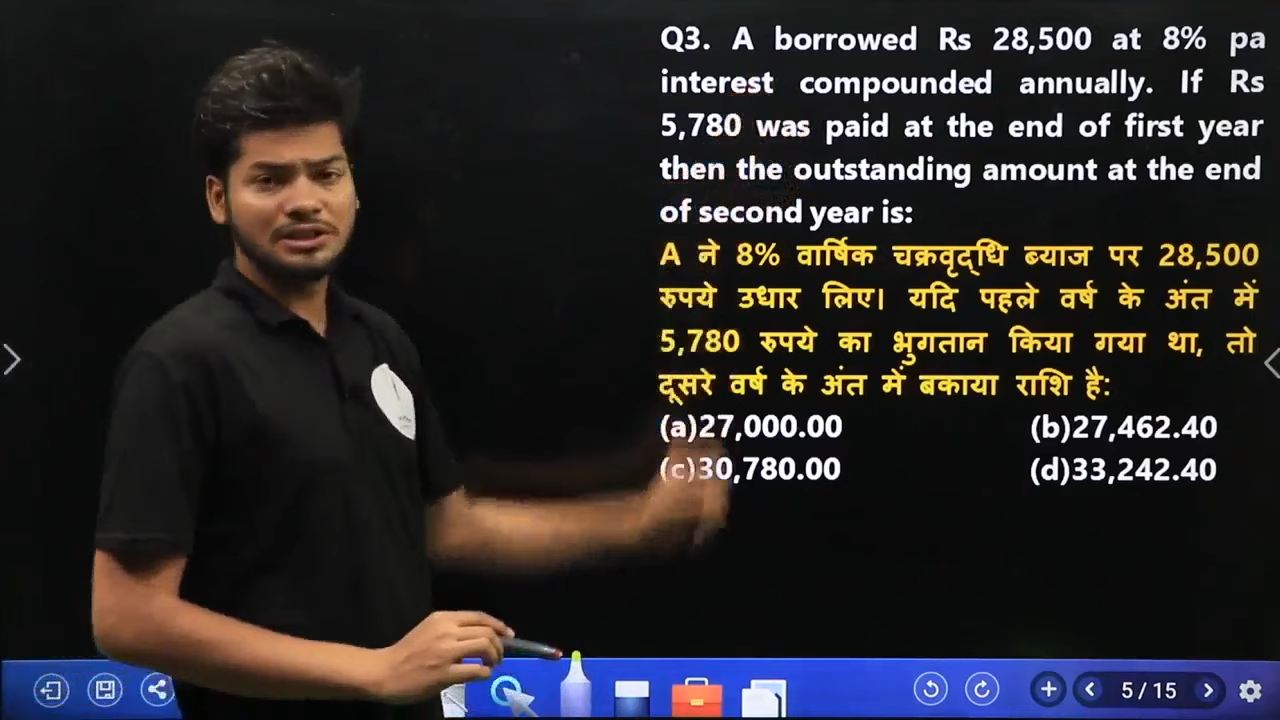 Q3. A borrowed Rs 28,500 at 8% pa
interest compounded annually. If Rs
5,780 was paid at the end of first year
then the outstanding amount at the end
of second year is:
A ने 8% वार्षिक चक्रवृद्धि ब्याज पर 28,500
रुपये उधार लिए। यदि पहले वर्ष के अंत में
5,780 रुपये का भुगतान किया गया था, तो
दूसरे वर्ष के अंत में बकाया राशि है:
(a)27,000.00 (b)27,462.40
(c)30,780.00 (d)33,242.40
5 / 15